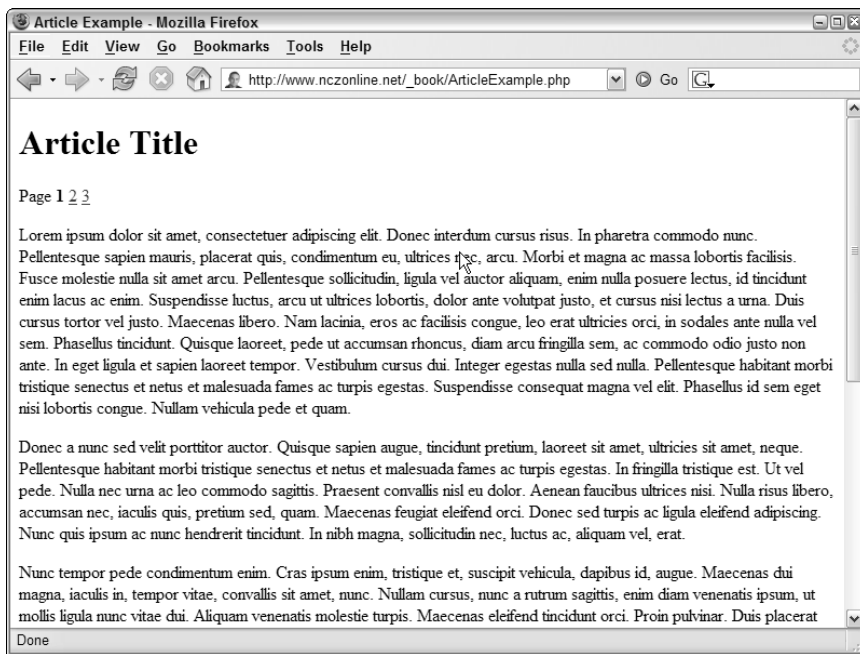 Article Example - Mozilla Firefox
File Edit View Go Bookmarks Tools Help
http://www.nczonline.net/_book/ArticleExample.php Go G
Article Title
Page 1 2 3
Lorem ipsum dolor sit amet, consectetuer adipiscing elit. Donec interdum cursus risus. In pharetra commodo nunc.
Pellentesque sapien mauris, placerat quis, condimentum eu, ultrices nec, arcu. Morbi et magna ac massa lobortis facilisis.
Fusce molestie nulla sit amet arcu. Pellentesque sollicitudin, ligula vel auctor aliquam, enim nulla posuere lectus, id tincidunt
enim lacus ac enim. Suspendisse luctus, arcu ut ultrices lobortis, dolor ante volutpat justo, et cursus nisi lectus a urna. Duis
cursus tortor vel justo. Maecenas libero. Nam lacinia, eros ac facilisis congue, leo erat ultricies orci, in sodales ante nulla vel
sem. Phasellus tincidunt. Quisque laoreet, pede ut accumsan rhoncus, diam arcu fringilla sem, ac commodo odio justo non
ante. In eget ligula et sapien laoreet tempor. Vestibulum cursus dui. Integer egestas nulla sed nulla. Pellentesque habitant morbi
tristique senectus et netus et malesuada fames ac turpis egestas. Suspendisse consequat magna vel elit. Phasellus id sem eget
nisi lobortis congue. Nullam vehicula pede et quam.
Donec a nunc sed velit porttitor auctor. Quisque sapien augue, tincidunt pretium, laoreet sit amet, ultricies sit amet, neque.
Pellentesque habitant morbi tristique senectus et netus et malesuada fames ac turpis egestas. In fringilla tristique est. Ut vel
pede. Nulla nec urna ac leo commodo sagittis. Praesent convallis nisl eu dolor. Aenean faucibus ultrices nisi. Nulla risus libero,
accumsan nec, iaculis quis, pretium sed, quam. Maecenas feugiat eleifend orci. Donec sed turpis ac ligula eleifend adipiscing.
Nunc quis ipsum ac nunc hendrerit tincidunt. In nibh magna, sollicitudin nec, luctus ac, aliquam vel, erat.
Nunc tempor pede condimentum enim. Cras ipsum enim, tristique et, suscipit vehicula, dapibus id, augue. Maecenas dui
magna, iaculis in, tempor vitae, convallis sit amet, nunc. Nullam cursus, nunc a rutrum sagittis, enim diam venenatis ipsum, ut
mollis ligula nunc vitae dui. Aliquam venenatis molestie turpis. Maecenas eleifend tincidunt orci. Proin pulvinar. Duis placerat
Done